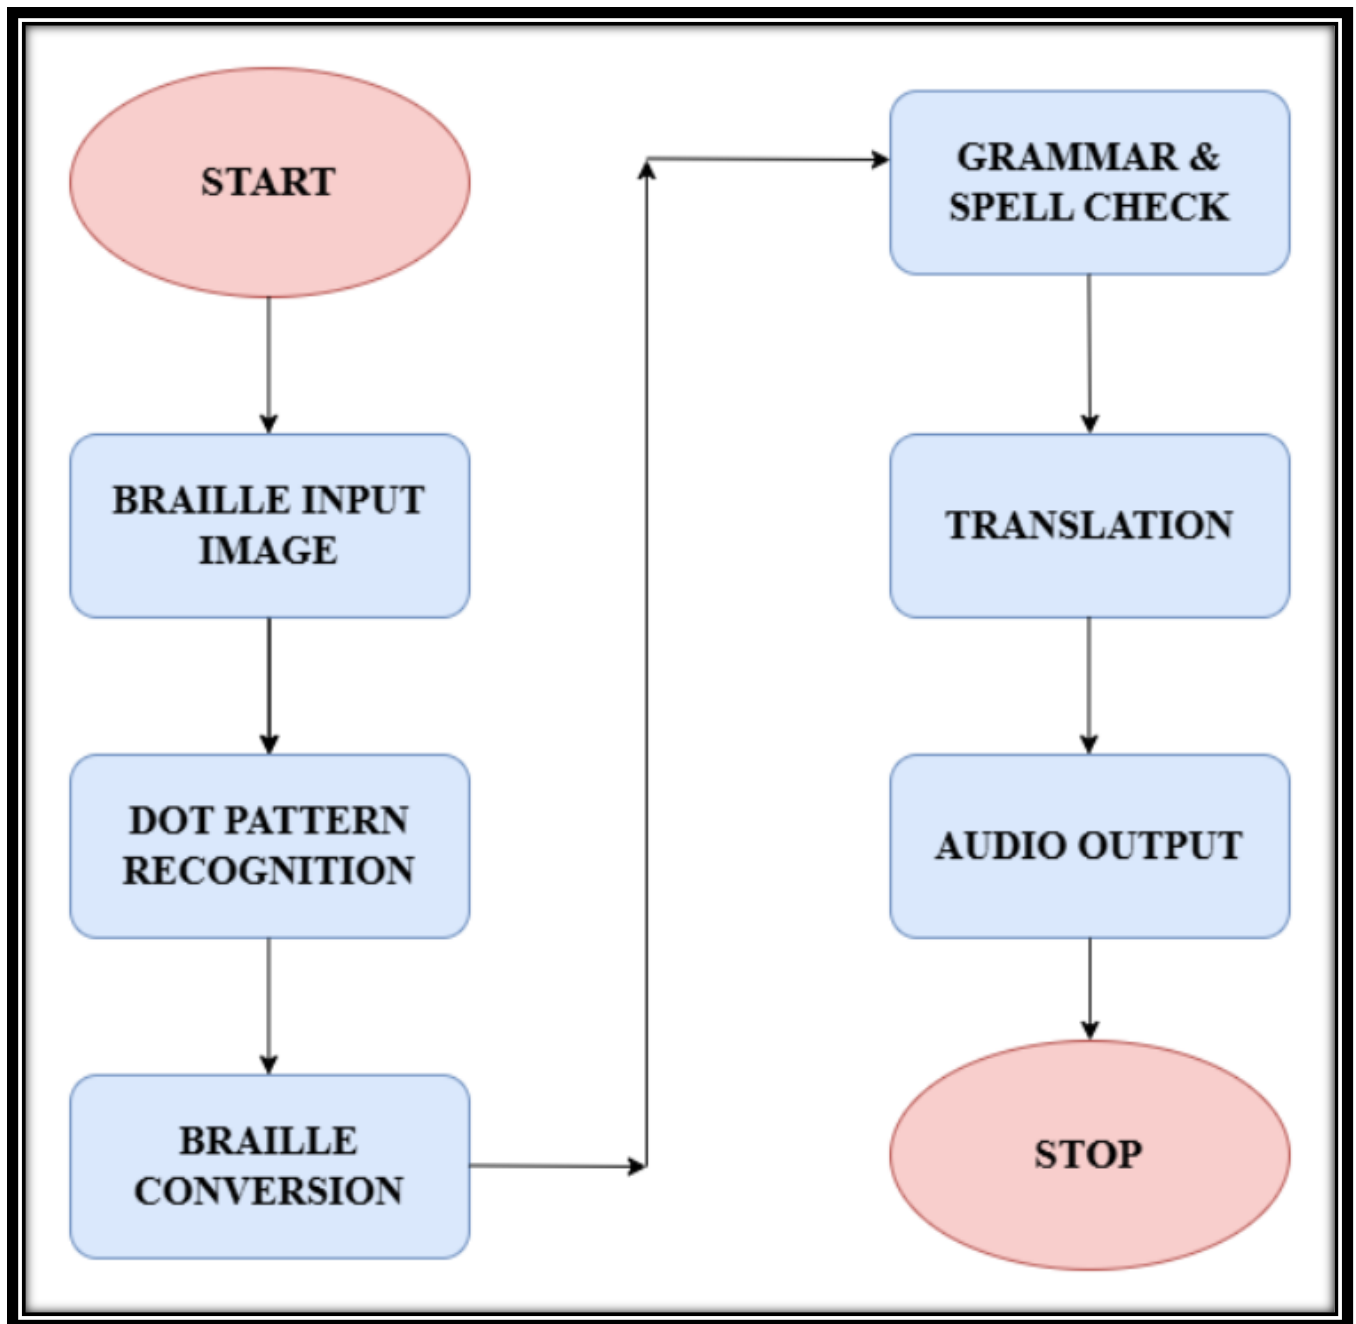 START
BRAILLE INPUT
IMAGE
DOT PATTERN
RECOGNITION
BRAILLE
CONVERSION
GRAMMAR &
SPELL CHECK
TRANSLATION
AUDIO OUTPUT
STOP